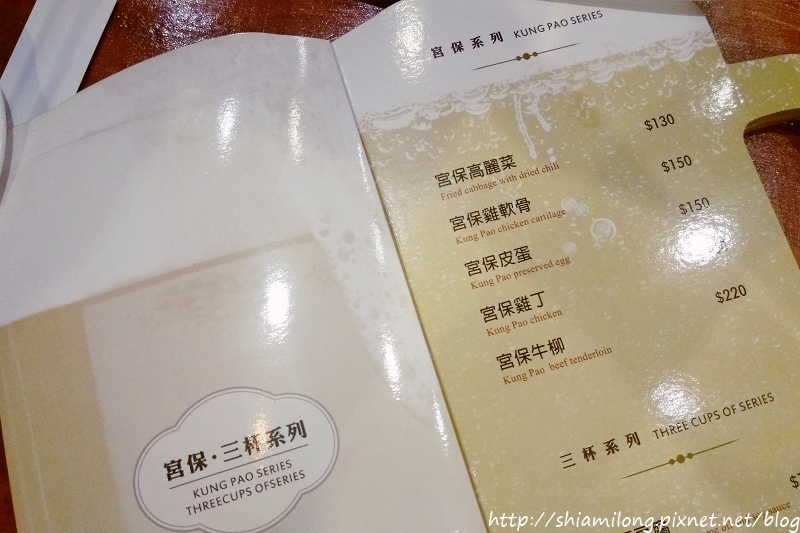 宮保・三杯系列
KUNG PAO SERIES
THREECUPS OFSERIES
宮保系列 KUNG PAO SERIES
宮保高麗菜 $130
Fried cabbage with dried chili
宮保雞軟骨 $150
Kung Pao chicken cartilage
宮保皮蛋 $150
Kung Pao preserved egg
宮保雞丁
Kung Pao chicken
宮保牛柳 $220
Kung Pao beef tenderloin
三杯系列 THREE CUPS OF SERIES
sauce
http://shiamilong.pixnet.net/blog